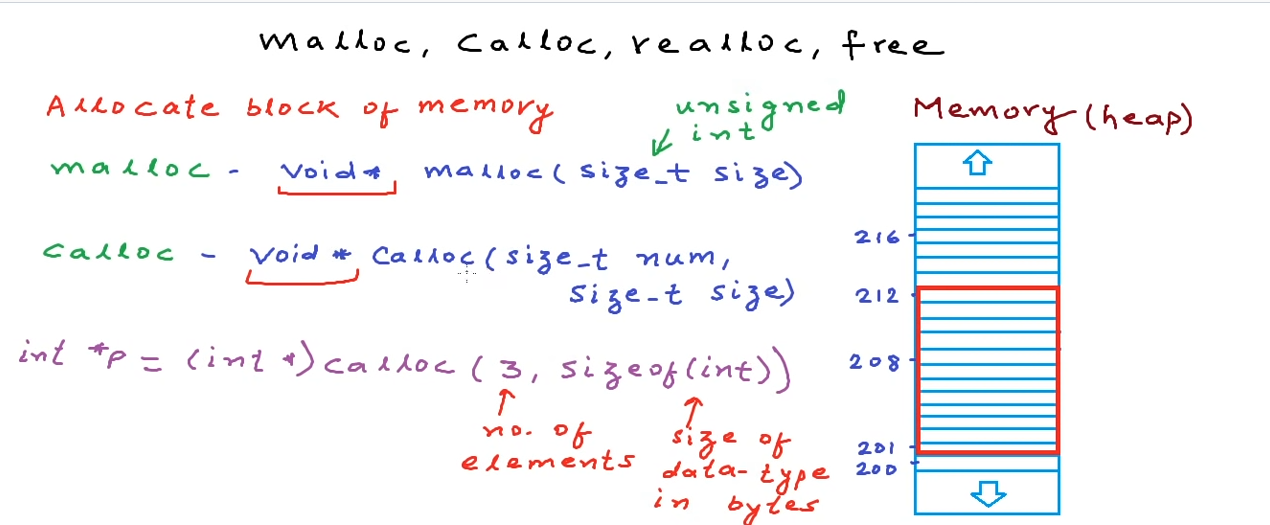 malloc, calloc, realloc, free
Allocate block of memory
unsigned
int
Memory (heap)
malloc - void* malloc(size_t size)
calloc - void* calloc(size_t num,
size_t size)
int *p = (int *)calloc(3, sizeof(int))
no. of
elements
size of
data-type
in bytes
216
212
208
201
200